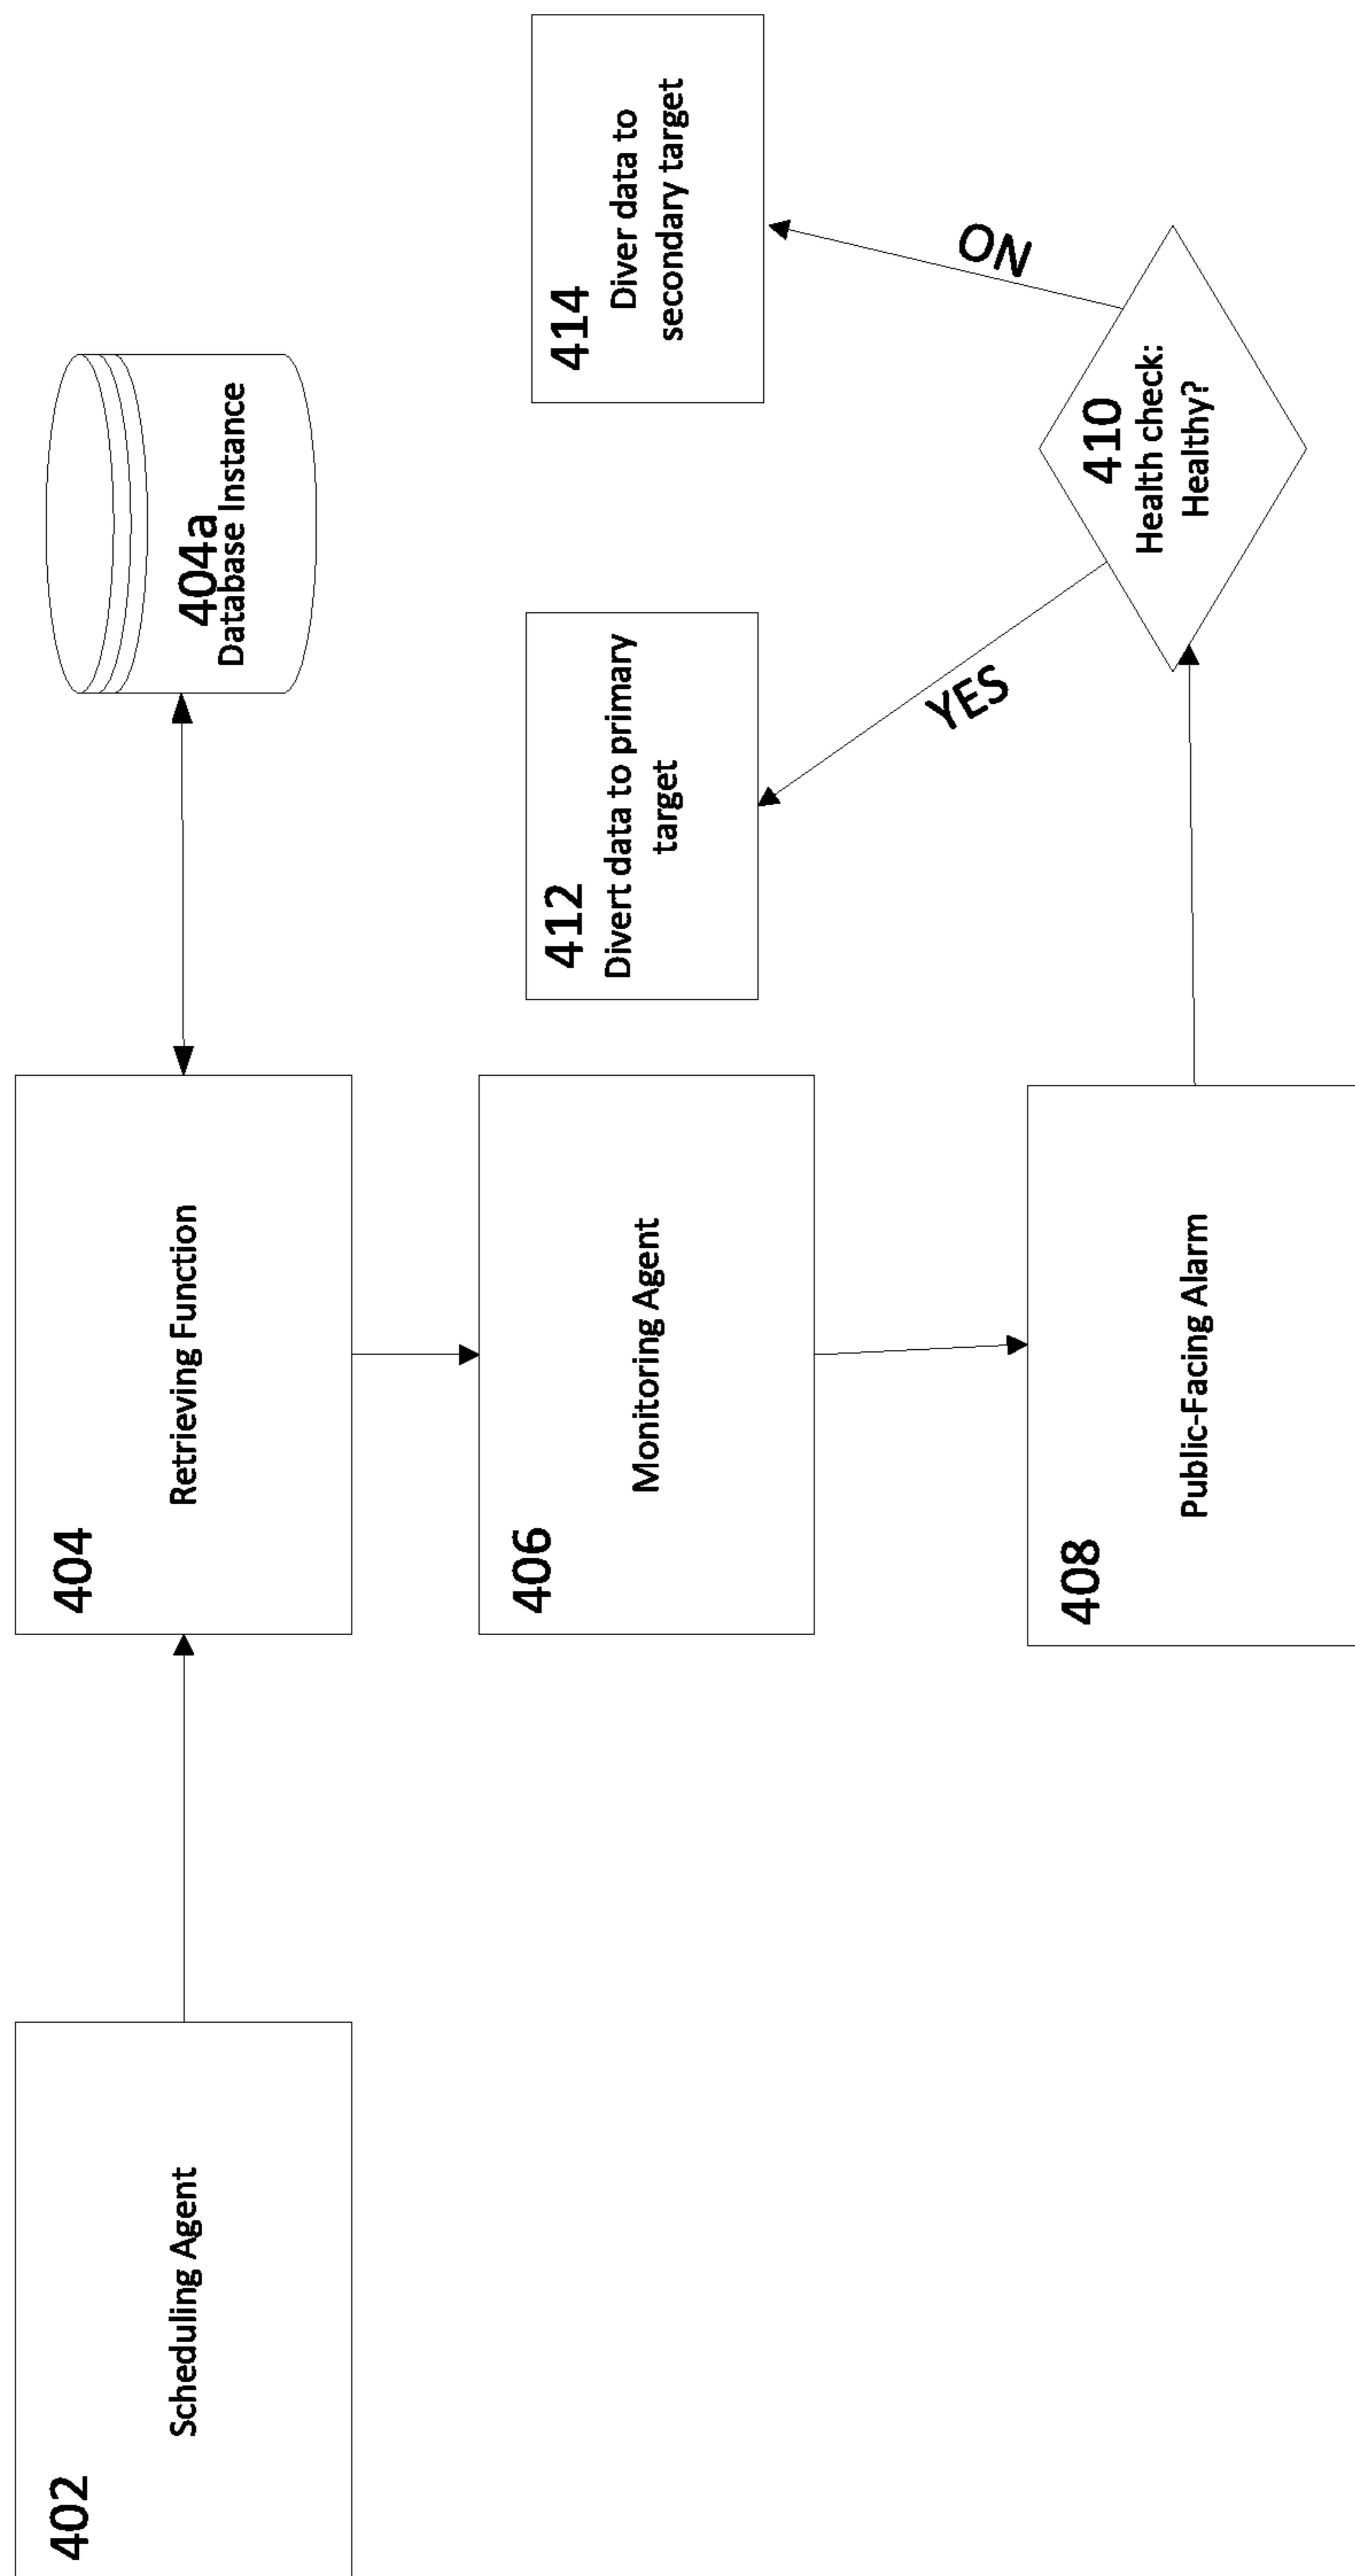 402
Scheduling Agent
404
Retrieving Function
404a
Database Instance
406
Monitoring Agent
412
Divert data to primary
target
414
Diver data to
secondary target
YES
NO
408
Public-Facing Alarm
410
Health check:
Healthy?